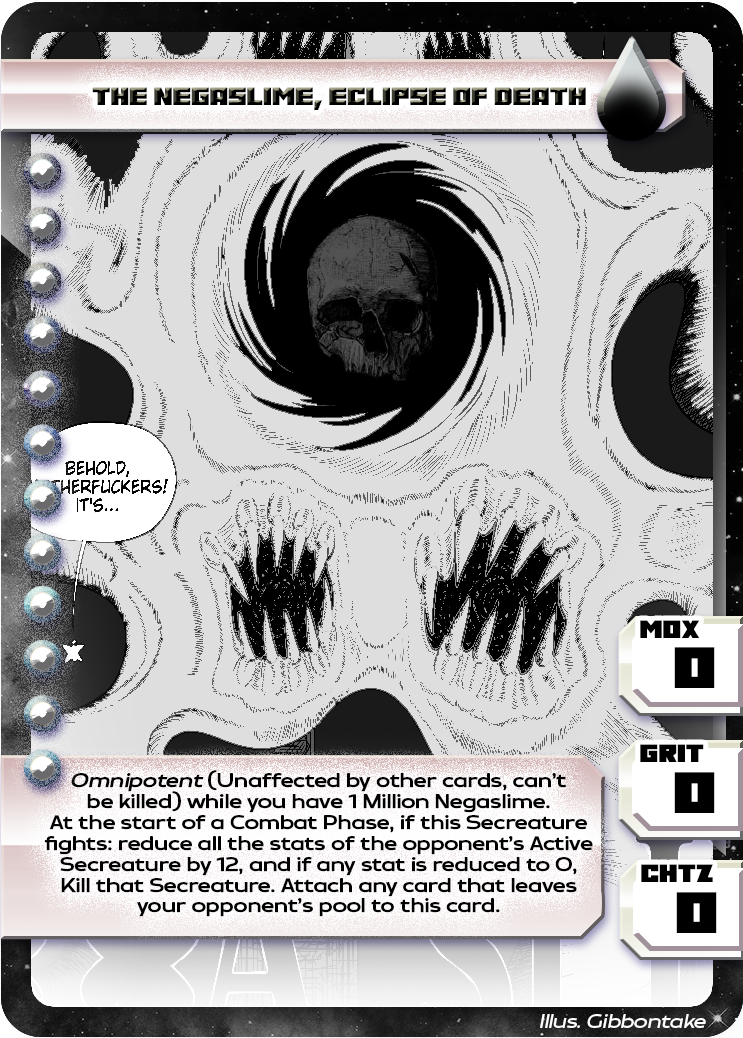 THE NEGASLIME, ECLIPSE OF DEATH
BEHOLD,
THERFUCKERS!
IT'S...
MOX
0
GRIT
0
CHTZ
0
Omnipotent (Unaffected by other cards, can't
be killed) while you have 1 Million Negaslime.
At the start of a Combat Phase, if this Secreature
fights: reduce all the stats of the opponent's Active
Secreature by 12, and if any stat is reduced to 0,
Kill that Secreature. Attach any card that leaves
your opponent's pool to this card.
Illus. Gibbontake